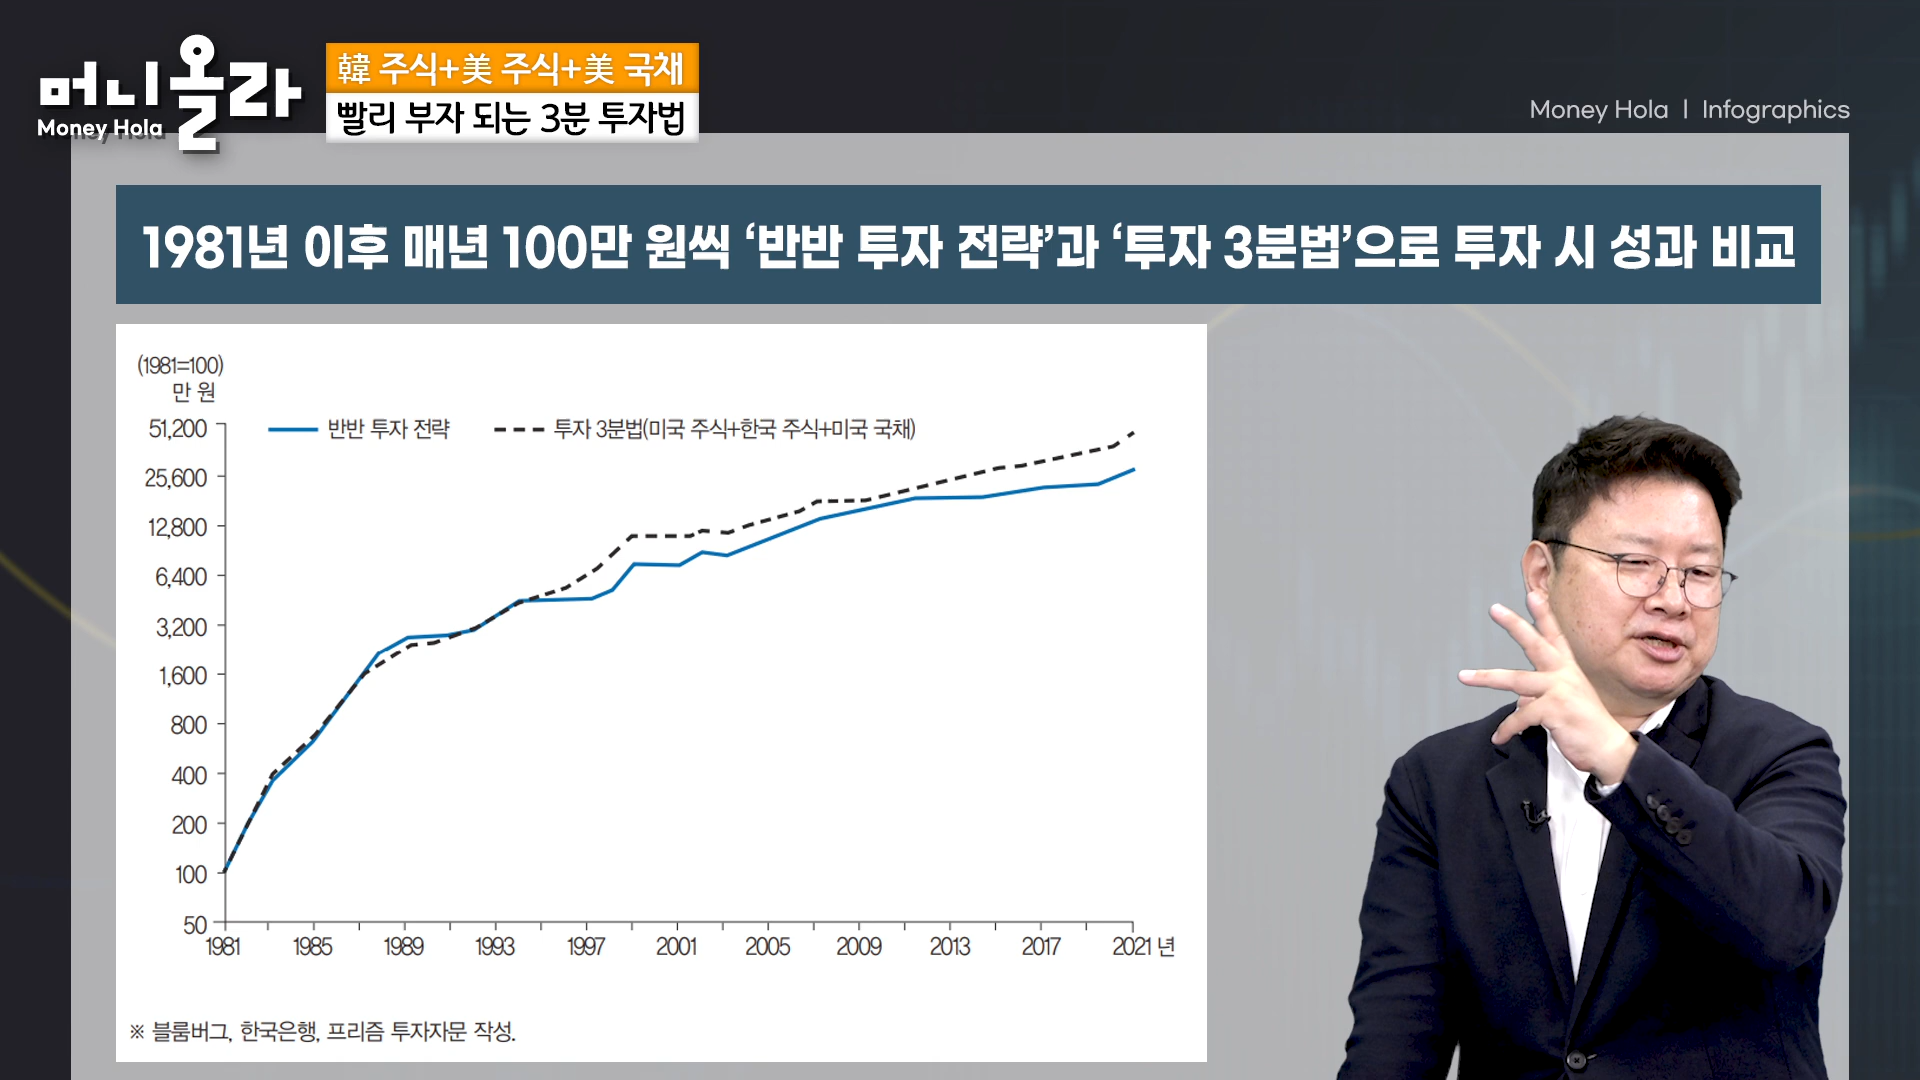 머니올라
Money Hola
韓 주식+美 주식+美 국채
빨리 부자 되는 3분 투자법
Money Hola | Infographics
1981년 이후 매년 100만 원씩 ‘반반 투자 전략’과 ‘투자 3분법’으로 투자 시 성과 비교
(1981=100)
만 원
반반 투자 전략
투자 3분법(미국 주식+한국 주식+미국 국채)
51,200
25,600
12,800
6,400
3,200
1,600
800
400
200
100
50
1981 1985 1989 1993 1997 2001 2005 2009 2013 2017 2021 년
※ 블룸버그, 한국은행, 프리즘 투자자문 작성.